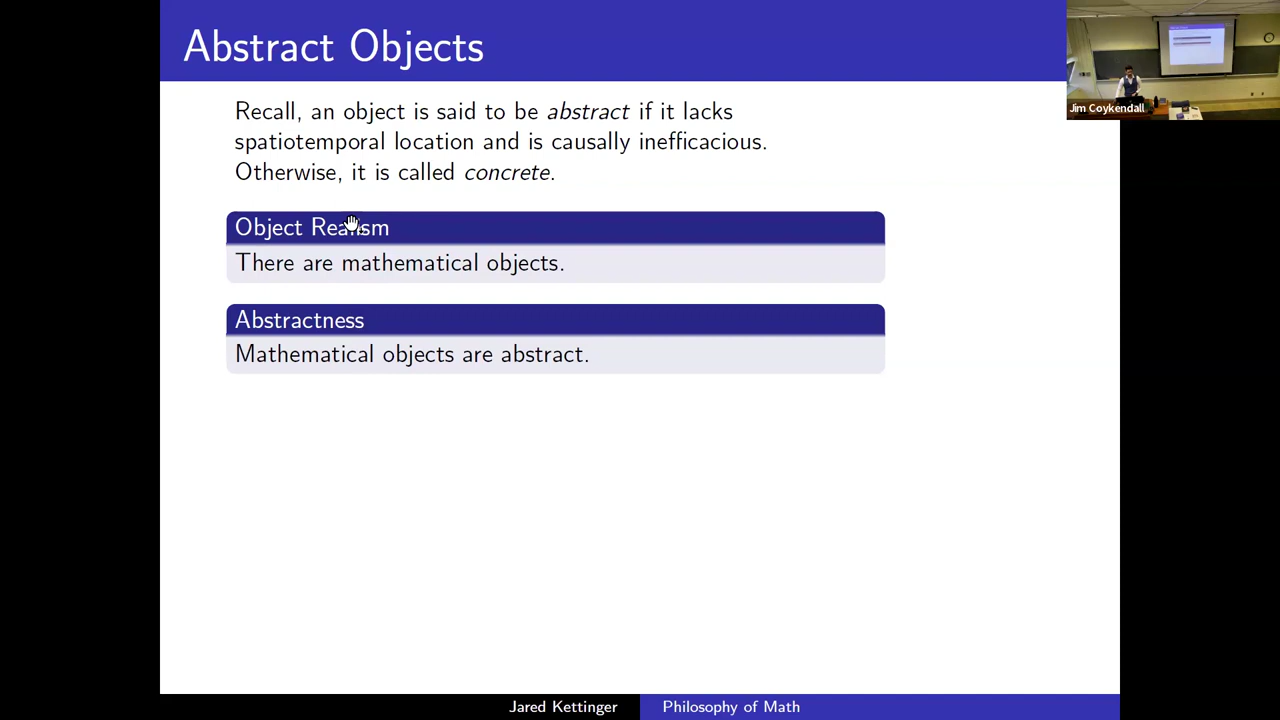 Abstract Objects
Jim Coykendall
Recall, an object is said to be abstract if it lacks
spatiotemporal location and is causally inefficacious.
Otherwise, it is called concrete.
Object Realism
There are mathematical objects.
Abstractness
Mathematical objects are abstract.
Jared Kettinger
Philosophy of Math